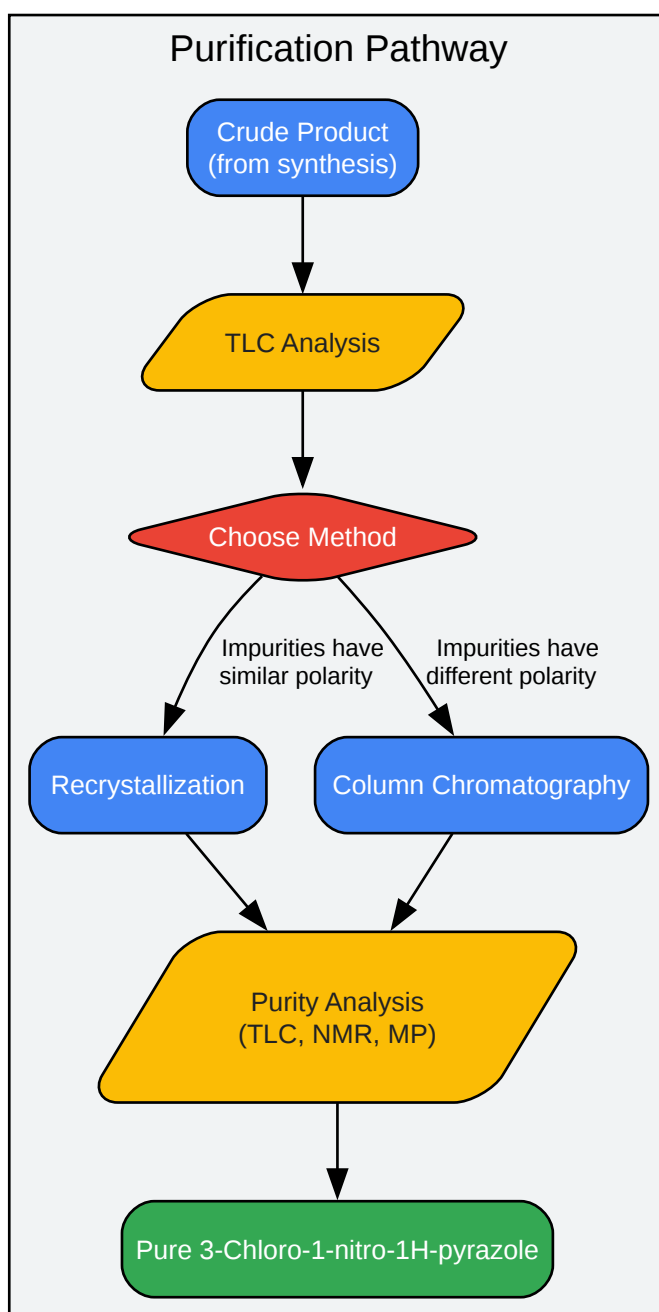 Purification Pathway
Crude Product
(from synthesis)
TLC Analysis
Choose Method
Impurities have
similar polarity
Impurities have
different polarity
Recrystallization
Column Chromatography
Purity Analysis
(TLC, NMR, MP)
Pure 3-Chloro-1-nitro-1H-pyrazole